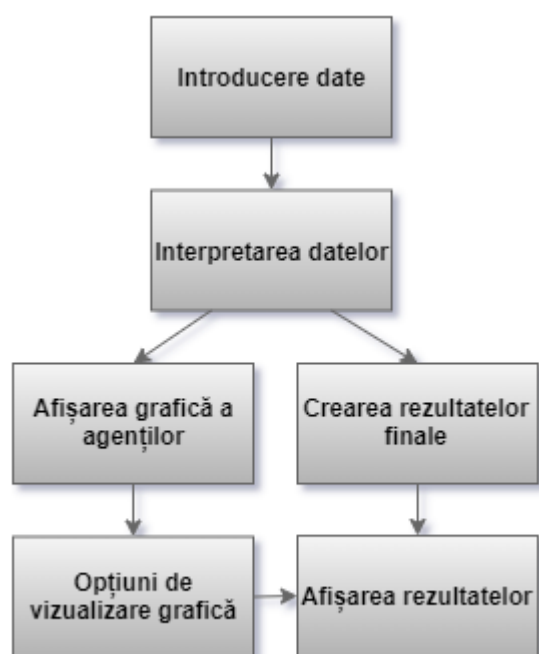 Introducere date
Interpretarea datelor
Afișarea grafică a
agenților
Crearea rezultatelor
finale
Opțiuni de
vizualizare grafică
Afișarea rezultatelor